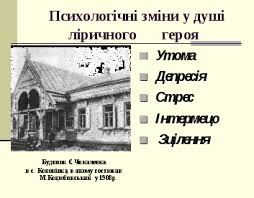 Психологічні зміни у душі
ліричного героя
Утома
Депресія
Стрес
Інтермецо
Зцілення
Будинок Є. Чикаленка
в с. Кононівка, в якому гостював
М. Коцюбинський у 1908р.